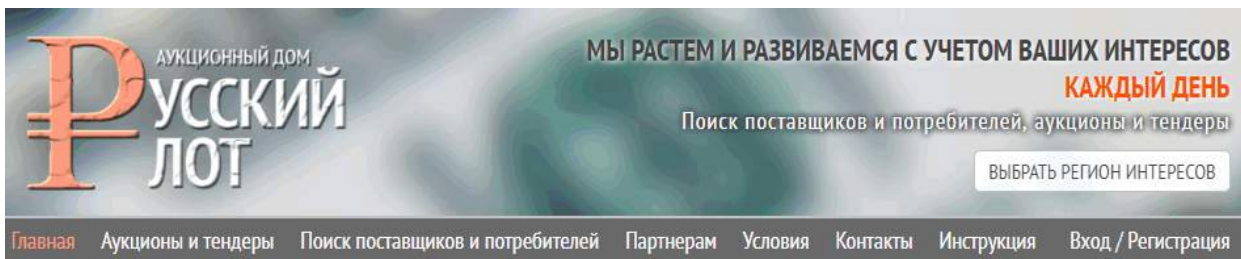 АУКЦИОННЫЙ ДОМ
РУССКИЙ
ЛОТ
МЫ РАСТЕМ И РАЗВИВАЕМСЯ С УЧЕТОМ ВАШИХ ИНТЕРЕСОВ
КАЖДЫЙ ДЕНЬ
Поиск поставщиков и потребителей, аукционы и тендеры
ВЫБРАТЬ РЕГИОН ИНТЕРЕСОВ
Главная Аукционы и тендеры Поиск поставщиков и потребителей Партнерам Условия Контакты Инструкция Вход / Регистрация